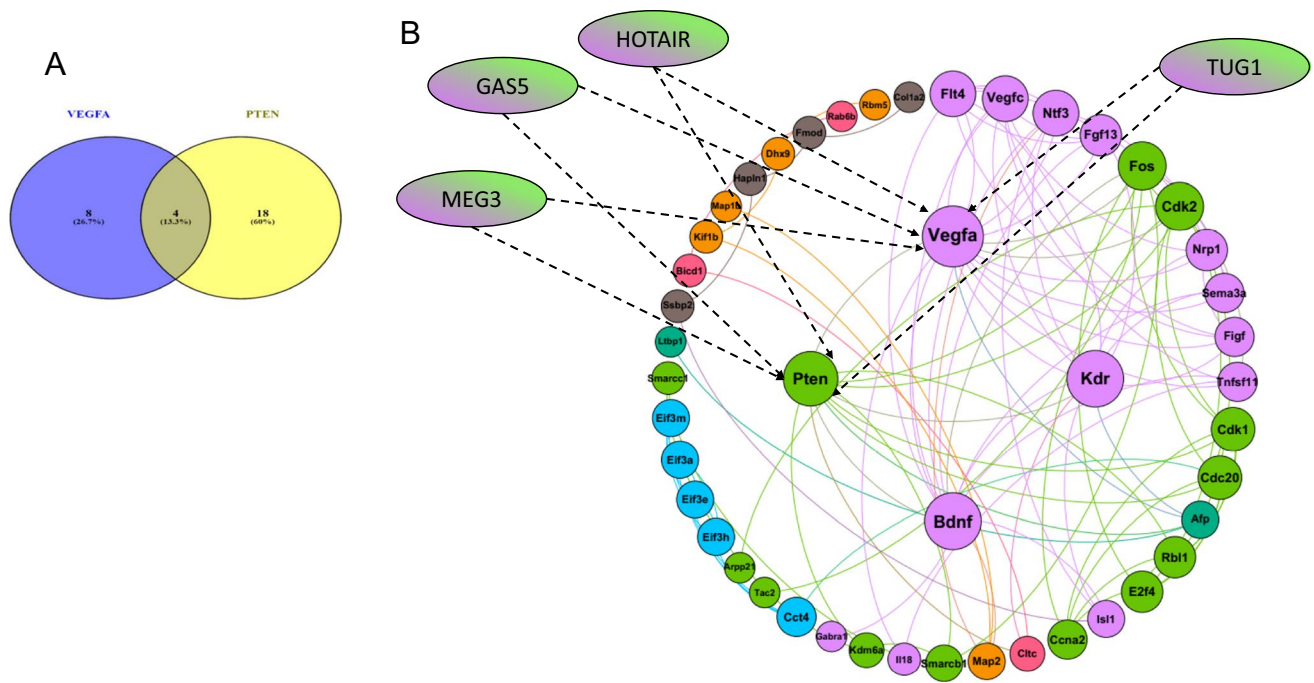 A
VEGFA PTEN
8 4 18
(26.7%) (13.3%) (60%)
B
HOTAIR
GAS5
MEG3
TUG1
Flt4
Vegfc
Ntf3
Fgf13
Fos
Cdk2
Nrp1
Sema3a
Figf
Tnfsf11
Cdk1
Cdc20
Afp
Rbl1
E2f4
Isl1
Ccna2
Cltc
Map2
Smarcb1
Il18
Kdm6a
Gabra1
Cct4
Tac2
Arpp21
Eif3h
Eif3e
Eif3a
Eif3m
Smarcc1
Ltbp1
Ssbp2
Bicd1
Kif1b
Map1b
Hapln1
Dhx9
Fmod
Rab6b
Rbm5
Col1a2
Vegfa
Pten
Kdr
Bdnf